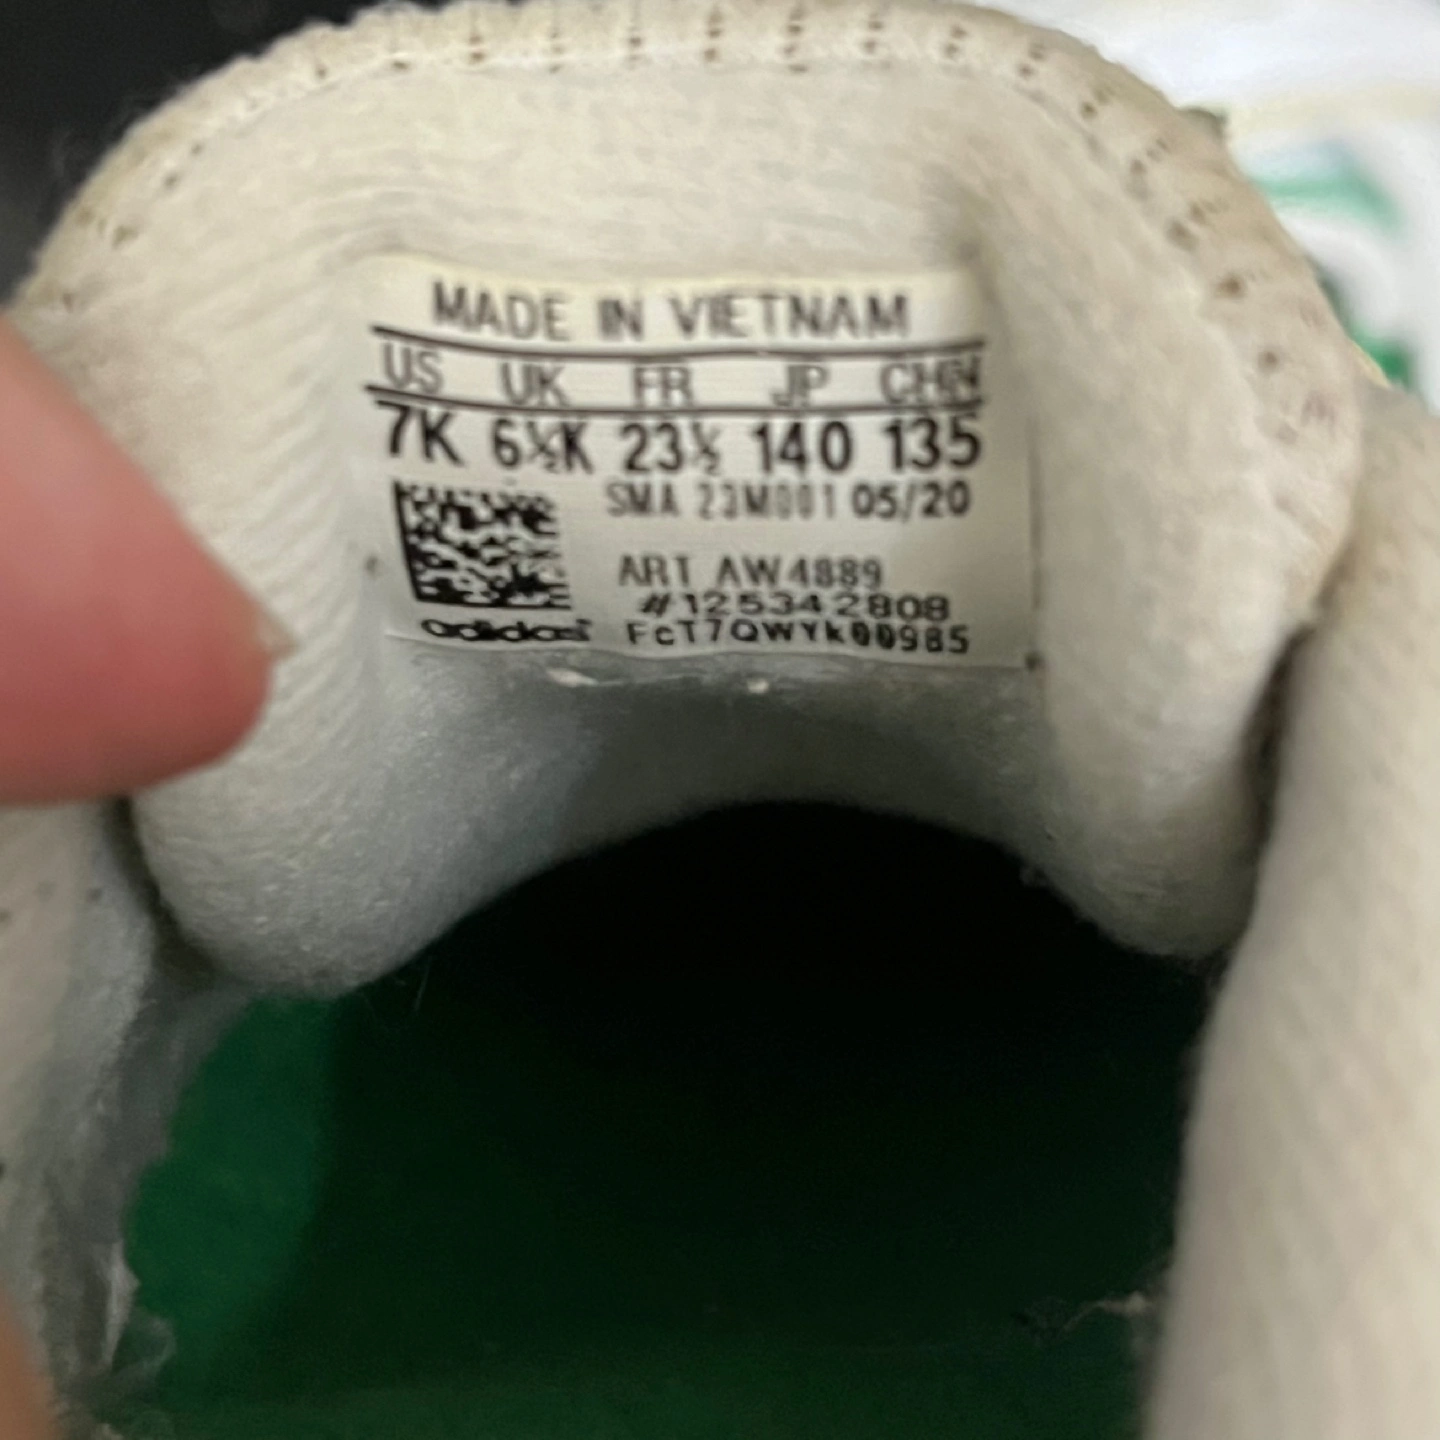 MADE IN VIETNAM
US UK FR JP CHN
7K 6½K 23½ 140 135
SMA 23M001 05/20
ART AW4889
#125342808
adidas FcT7QWYk00985